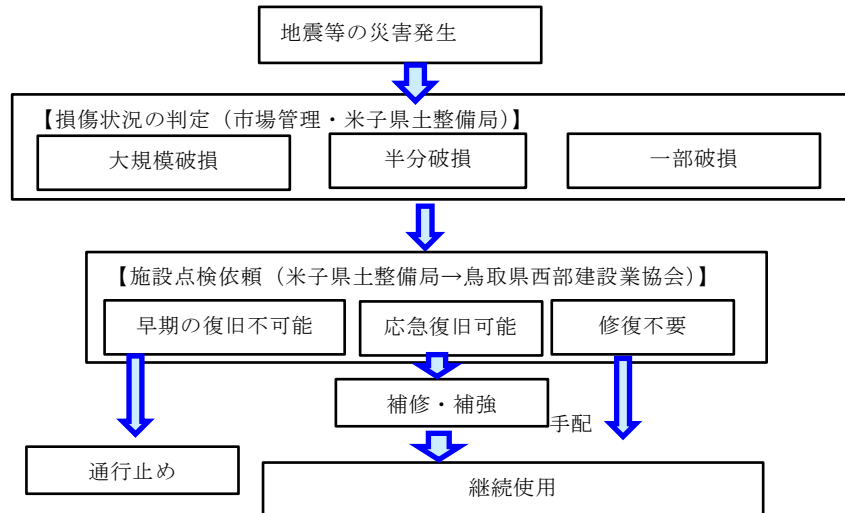 地震等の災害発生
【損傷状況の判定（市場管理・米子県土整備局）】
大規模破損
半分破損
一部破損
【施設点検依頼（米子県土整備局→鳥取県西部建設業協会）】
早期の復旧不可能
応急復旧可能
修復不要
補修・補強
手配
通行止め
継続使用